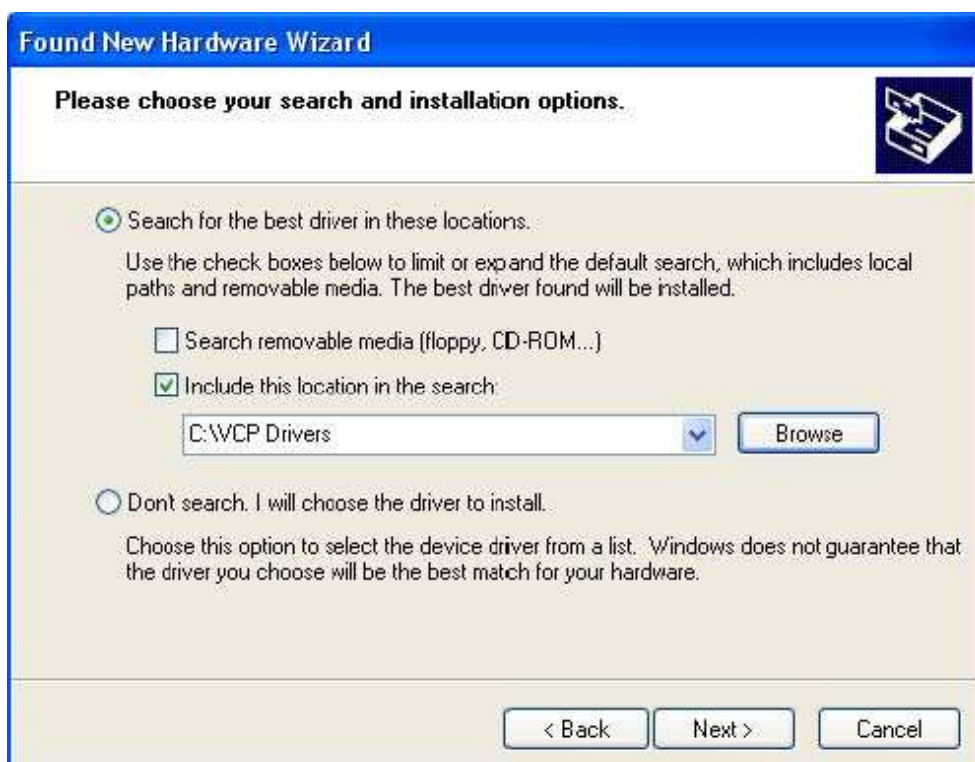 Found New Hardware Wizard
Please choose your search and installation options.
Search for the best driver in these locations.
Use the check boxes below to limit or expand the default search, which includes local
paths and removable media. The best driver found will be installed.
Search removable media (floppy, CD-ROM...)
Include this location in the search:
C:\VCP Drivers
Browse
Don't search. I will choose the driver to install.
Choose this option to select the device driver from a list. Windows does not guarantee that
the driver you choose will be the best match for your hardware.
< Back Next > Cancel